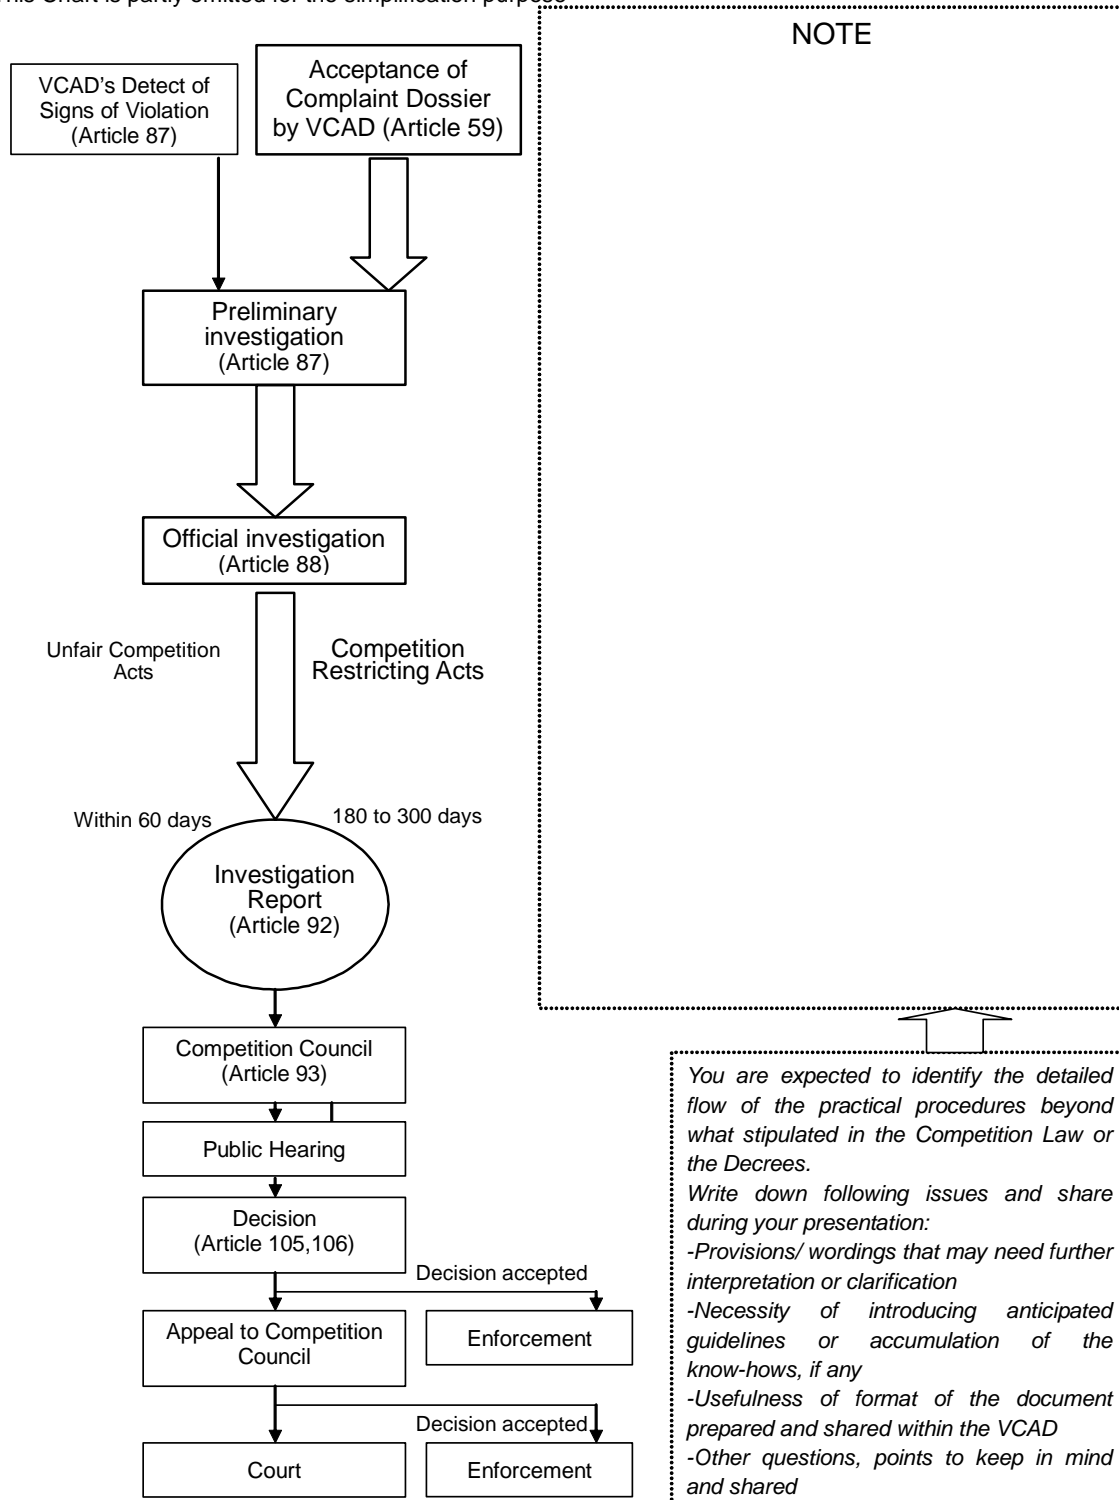 This Chart is partly omitted for the simplification purpose
NOTE
VCAD's Detect of
Signs of Violation
(Article 87)
Acceptance of
Complaint Dossier
by VCAD (Article 59)
Preliminary
investigation
(Article 87)
Official investigation
(Article 88)
Unfair Competition
Acts
Competition
Restricting Acts
Within 60 days
180 to 300 days
Investigation
Report
(Article 92)
Competition Council
(Article 93)
Public Hearing
Decision
(Article 105,106)
Decision accepted
Appeal to Competition
Council
Enforcement
Decision accepted
Court
Enforcement
You are expected to identify the detailed
flow of the practical procedures beyond
what stipulated in the Competition Law or
the Decrees.
Write down following issues and share
during your presentation:
-Provisions/ wordings that may need further
interpretation or clarification
-Necessity of introducing anticipated
guidelines or accumulation of the
know-hows, if any
-Usefulness of format of the document
prepared and shared within the VCAD
-Other questions, points to keep in mind
and shared